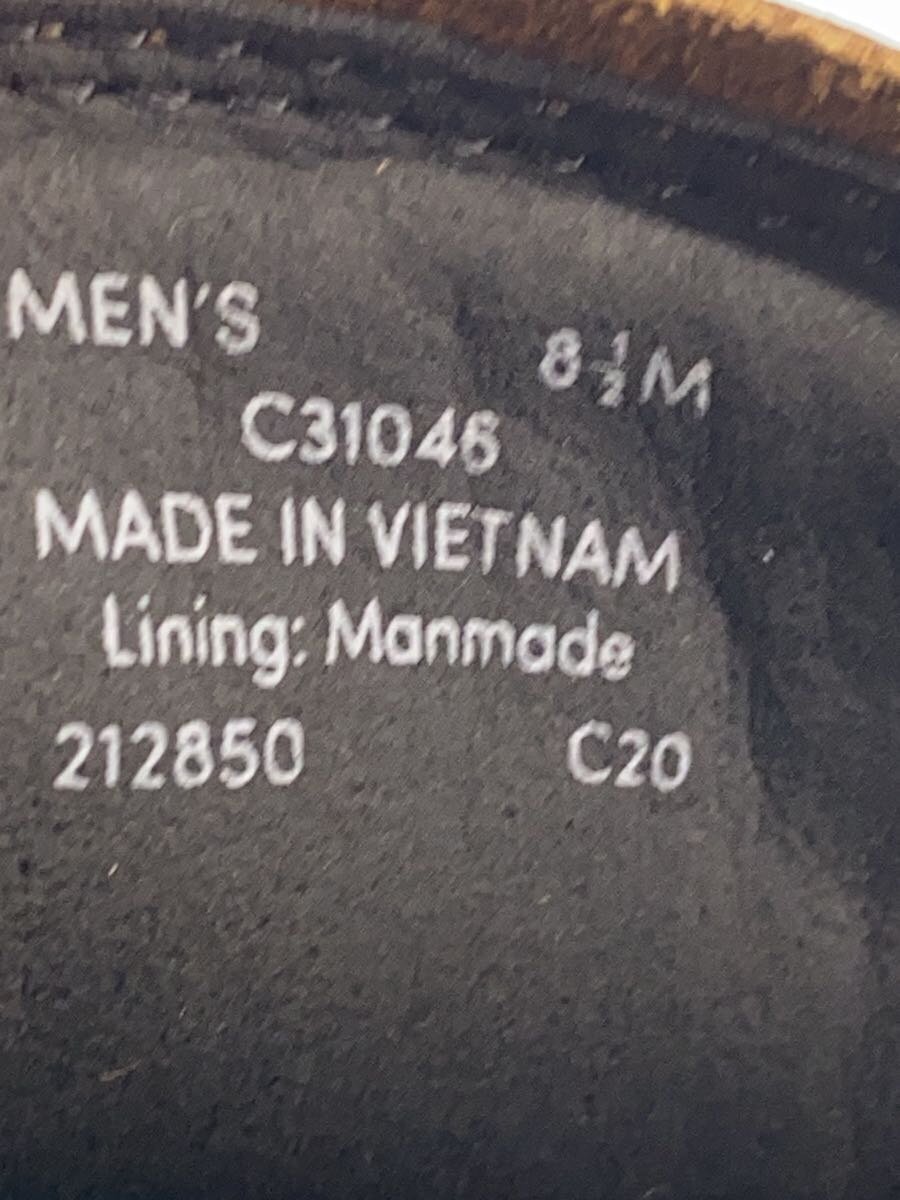 MEN'S 8½M
C31046
MADE IN VIETNAM
Lining: Manmade
212850 C20